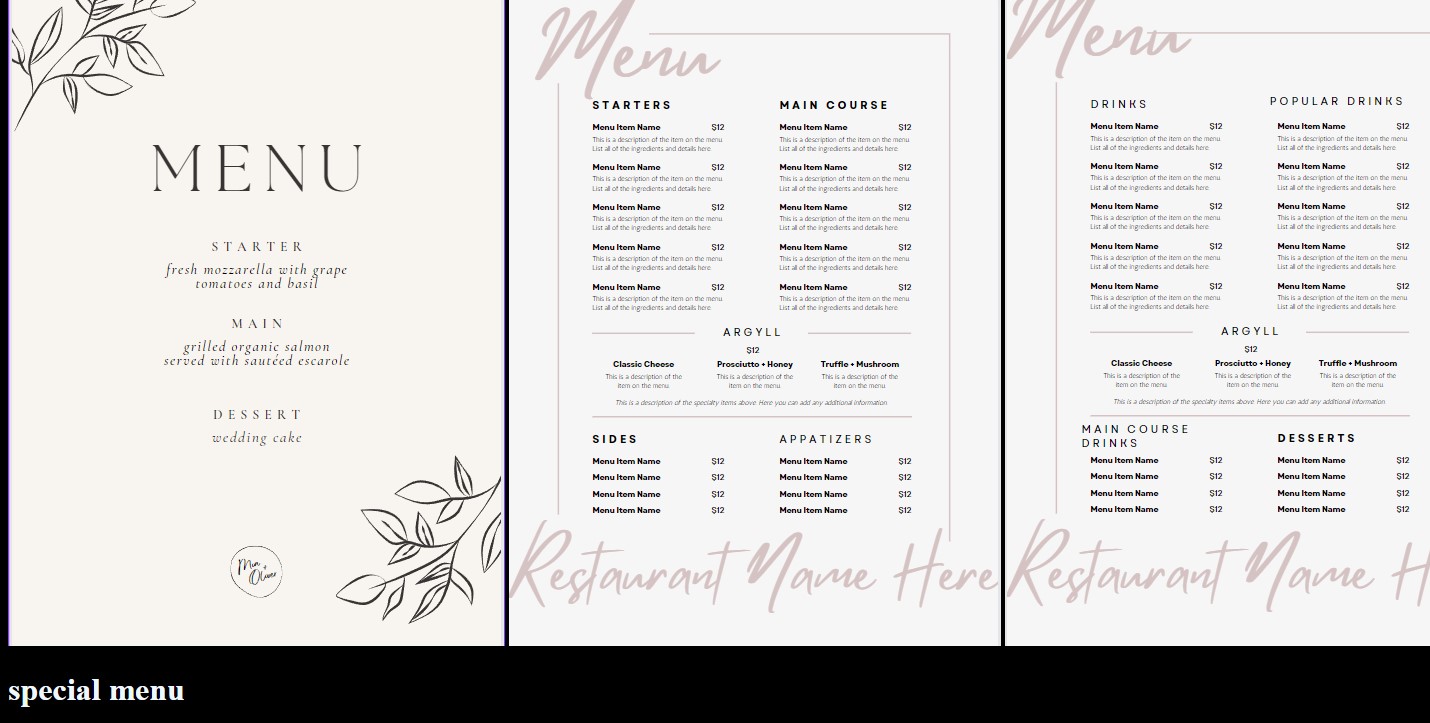 MENU
STARTER
fresh mozzarella with grape
tomatoes and basil
MAIN
grilled organic salmon
served with sautéed escarole
DESSERT
wedding cake
Mia +
Oliver
Menu
STARTERS
Menu Item Name $12
This is a description of the item on the menu.
List all of the ingredients and details here
Menu Item Name $12
This is a description of the item on the menu.
List all of the ingredients and details here
Menu Item Name $12
This is a description of the item on the menu.
List all of the ingredients and details here
Menu Item Name $12
This is a description of the item on the menu.
List all of the ingredients and details here
Menu Item Name $12
This is a description of the item on the menu.
List all of the ingredients and details here
MAIN COURSE
Menu Item Name $12
This is a description of the item on the menu.
List all of the ingredients and details here
Menu Item Name $12
This is a description of the item on the menu.
List all of the ingredients and details here
Menu Item Name $12
This is a description of the item on the menu.
List all of the ingredients and details here
Menu Item Name $12
This is a description of the item on the menu.
List all of the ingredients and details here
Menu Item Name $12
This is a description of the item on the menu.
List all of the ingredients and details here
ARGYLL
$12
Classic Cheese
This is a description of the
item on the menu.
Prosciutto + Honey
This is a description of the
item on the menu.
Truffle + Mushroom
This is a description of the
item on the menu.
This is a description of the specialty items above. Here you can add any additional information
SIDES
Menu Item Name $12
Menu Item Name $12
Menu Item Name $12
Menu Item Name $12
APPATIZERS
Menu Item Name $12
Menu Item Name $12
Menu Item Name $12
Menu Item Name $12
Restaurant Name Here
Menu
DRINKS
Menu Item Name $12
This is a description of the item on the menu.
List all of the ingredients and details here
Menu Item Name $12
This is a description of the item on the menu.
List all of the ingredients and details here
Menu Item Name $12
This is a description of the item on the menu.
List all of the ingredients and details here
Menu Item Name $12
This is a description of the item on the menu.
List all of the ingredients and details here
Menu Item Name $12
This is a description of the item on the menu.
List all of the ingredients and details here
POPULAR DRINKS
Menu Item Name $12
This is a description of the item on the menu.
List all of the ingredients and details here
Menu Item Name $12
This is a description of the item on the menu.
List all of the ingredients and details here
Menu Item Name $12
This is a description of the item on the menu.
List all of the ingredients and details here
Menu Item Name $12
This is a description of the item on the menu.
List all of the ingredients and details here
Menu Item Name $12
This is a description of the item on the menu.
List all of the ingredients and details here
ARGYLL
$12
Classic Cheese
This is a description of the
item on the menu.
Prosciutto + Honey
This is a description of the
item on the menu.
Truffle + Mushroom
This is a description of the
item on the menu.
This is a description of the specialty items above. Here you can add any additional information
MAIN COURSE
DRINKS
Menu Item Name $12
Menu Item Name $12
Menu Item Name $12
Menu Item Name $12
DESSERTS
Menu Item Name $12
Menu Item Name $12
Menu Item Name $12
Menu Item Name $12
Restaurant Name H
special menu